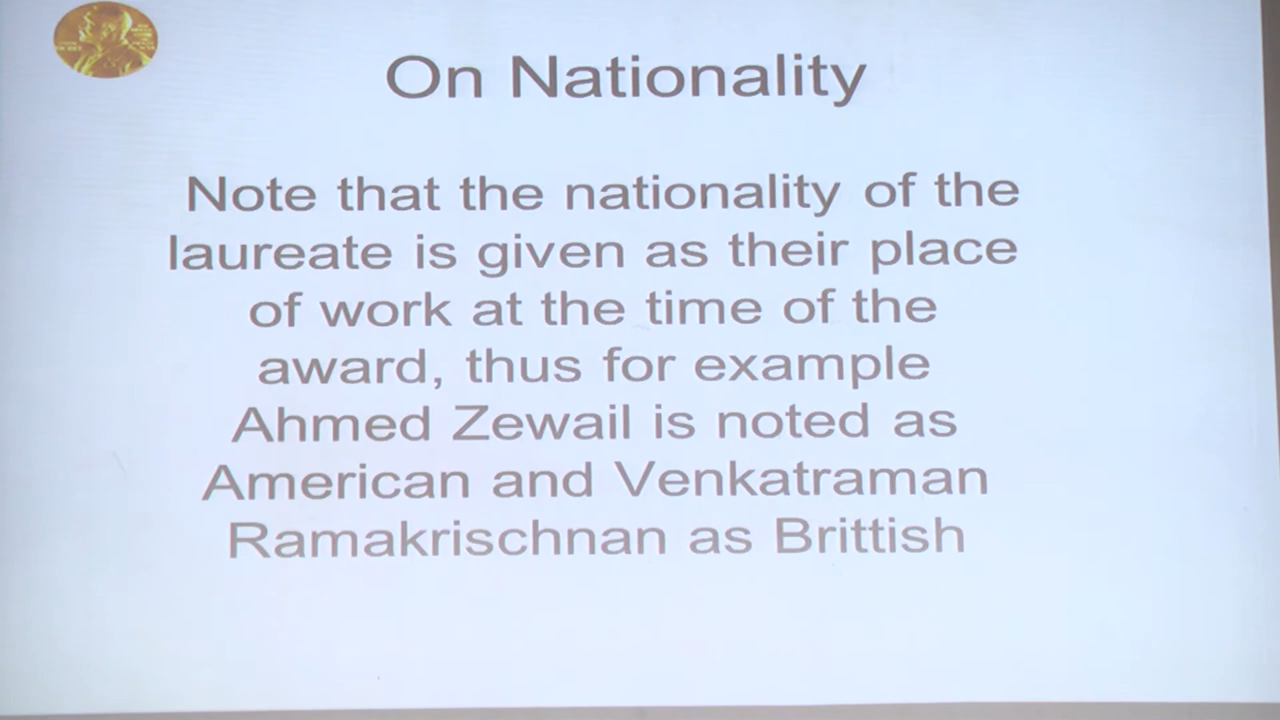 On Nationality
Note that the nationality of the
laureate is given as their place
of work at the time of the
award, thus for example
Ahmed Zewail is noted as
American and Venkatraman
Ramakrischnan as Brittish